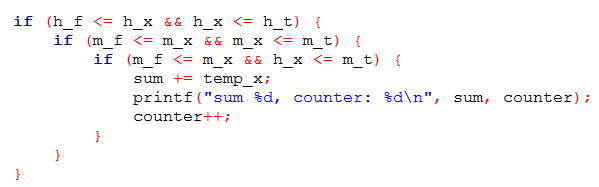 if (h_f <= h_x && h_x <= h_t) {
    if (m_f <= m_x && m_x <= m_t) {
        if (m_f <= m_x && h_x <= m_t) {
            sum += temp_x;
            printf("sum %d, counter: %d\n", sum, counter);
            counter++;
        }
    }
}